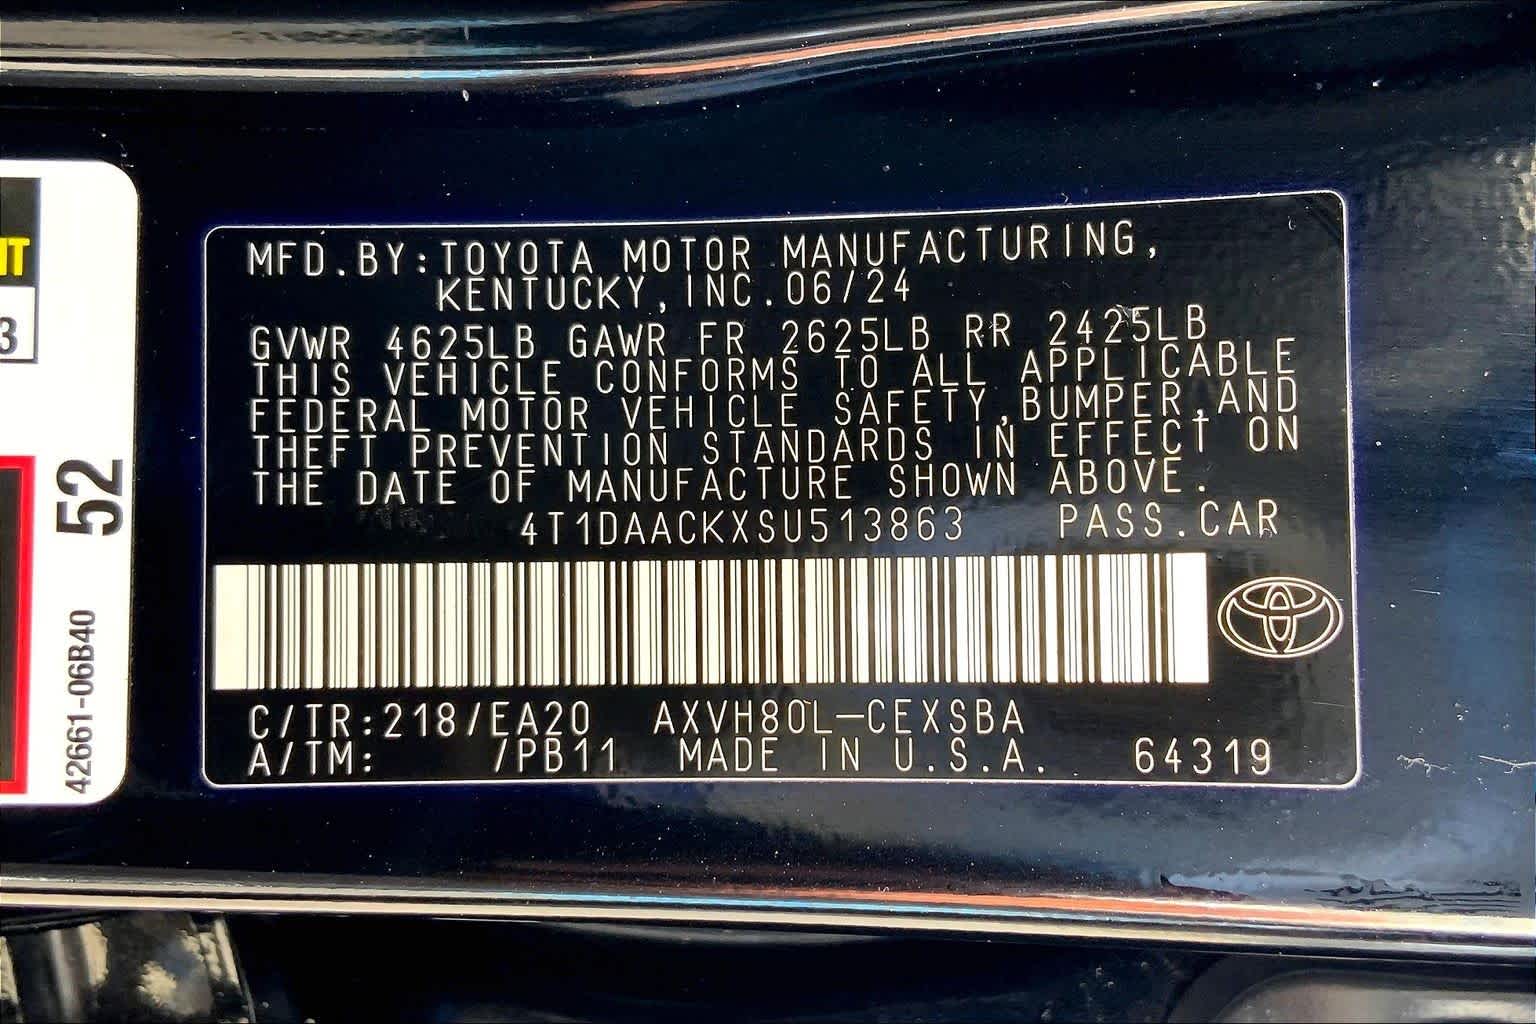 MFD.BY:TOYOTA MOTOR MANUFACTURING,
KENTUCKY,INC.06/24
GVWR 4625LB GAWR FR 2625LB RR 2425LB
THIS VEHICLE CONFORMS TO ALL APPLICABLE
FEDERAL MOTOR VEHICLE SAFETY,BUMPER,AND
THEFT PREVENTION STANDARDS IN EFFECT ON
THE DATE OF MANUFACTURE SHOWN ABOVE.
4T1DAACKXSU513863 PASS.CAR
C/TR:218/EA20 AXVH80L-CEXSBA
A/TM: /PB11 MADE IN U.S.A. 64319
3
52
42661-06B40